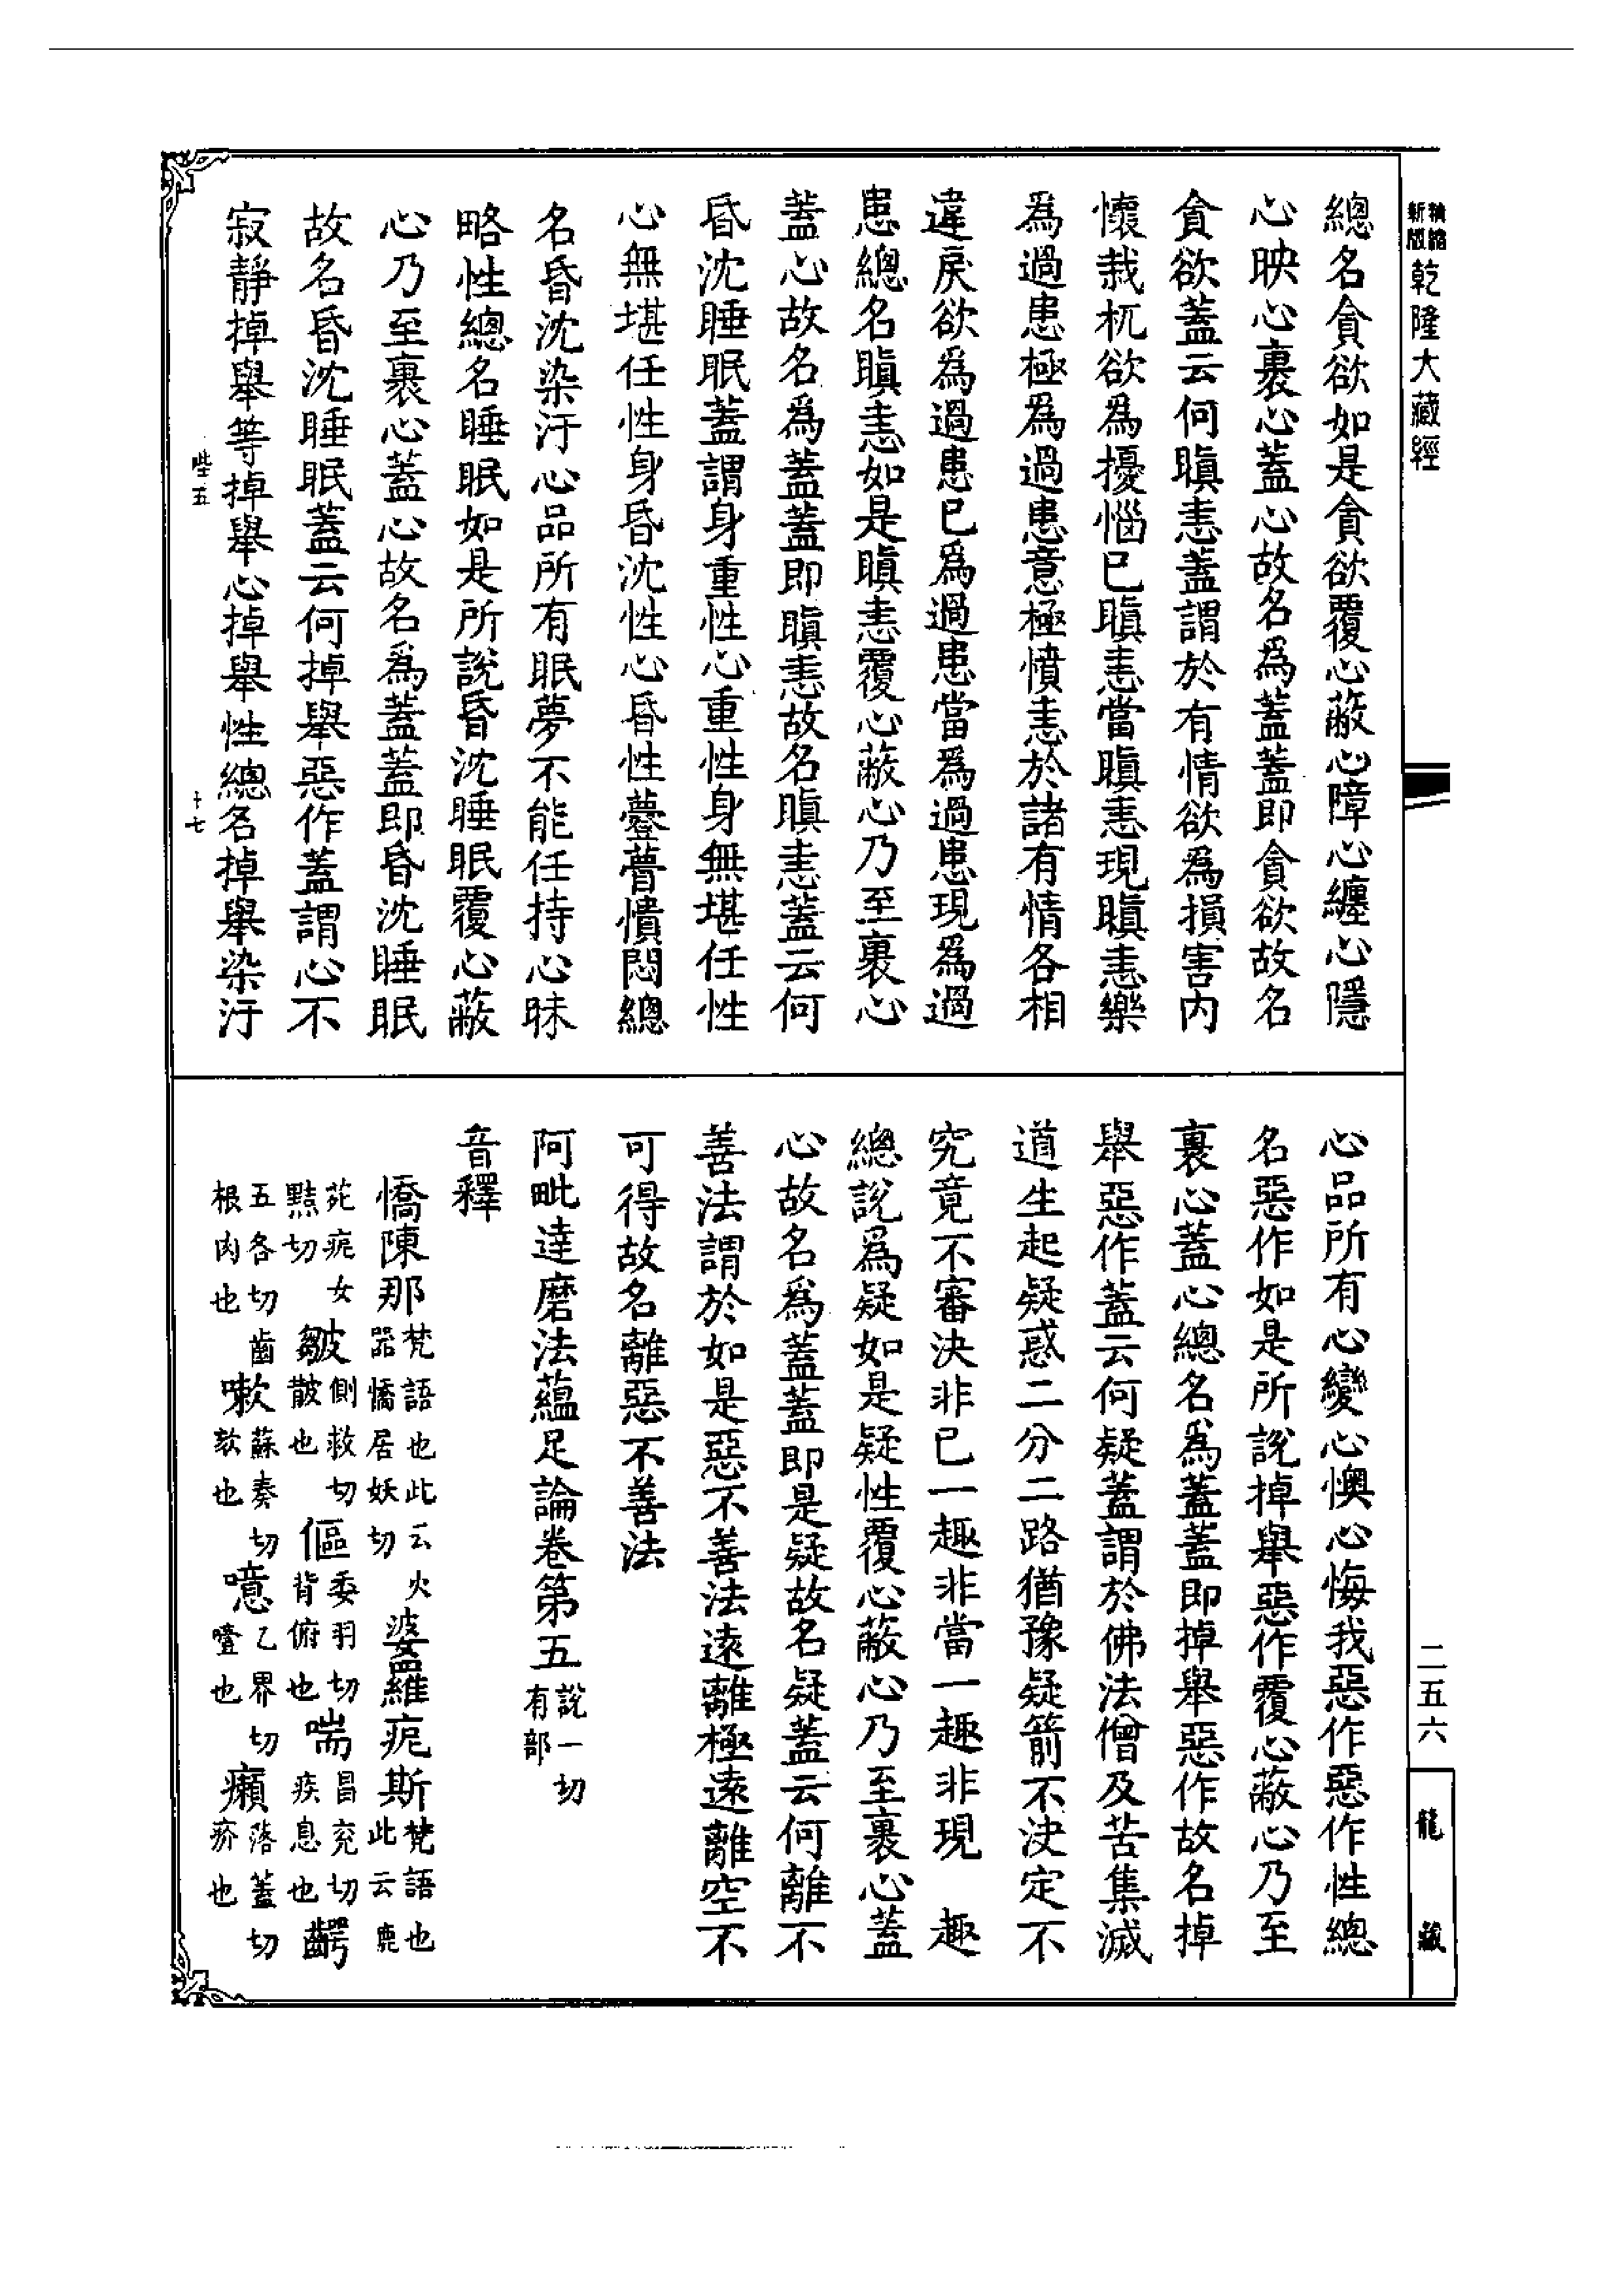 新版精縮乾隆大藏經
總名貪欲如是貪欲覆心蔽心障心纏心隱
心映心裹心蓋心故名為蓋蓋即貪欲故名
貪欲蓋云何瞋恚蓋謂於有情欲為損害內
懷栽杌欲為擾惱已瞋恚當瞋恚現瞋恚樂
為過患極為過患意極憤恚於諸有情各相
違戾欲為過患已為過患當為過患現為過
患總名瞋恚如是瞋恚覆心蔽心乃至裹心
蓋心故名為蓋蓋即瞋恚故名瞋恚蓋云何
昏沈睡眠蓋謂身重性心重性身無堪任性
心無堪任性身昏沈性心昏沈性瞢憒悶總
名昏沈染汙心品所有眠夢不能任持心昧
略性總名睡眠如是所說昏沈睡眠覆心蔽
心乃至裹心蓋心故名為蓋蓋即昏沈睡眠
故名昏沈睡眠蓋云何掉舉惡作蓋謂心不
寂靜掉舉等掉舉心掉舉性總名掉舉染汙
嗶五
十七
心品所有心變心懊心悔我惡作惡作性總
名惡作如是所說掉舉惡作覆心蔽心乃至
裹心蓋心總名為蓋蓋即掉舉惡作故名掉
舉惡作蓋云何疑蓋謂於佛法僧及苦集滅
道生起疑惑二分二路猶豫疑箭不決定不
究竟不審決非已一趣非當一趣非現趣
總說為疑如是疑性覆心蔽心乃至裹心蓋
心故名為蓋蓋即是疑故名疑蓋云何離不
善法謂於如是惡不善法遠離極遠離空不
可得故名離惡不善法
阿毗達磨法蘊足論卷第五說一切有部
音釋
憍陳那梵語也此云火器憍居妖切婆羅痆斯梵語也此云鹿
苑痆女黠切皺側救切皵也傴委羽切背俯也喘昌兗切疾息也齶
五各切齒根肉也嗽蘇奏切欬也噫乙界切噎也癩落蓋切疥也
二五六
龍藏